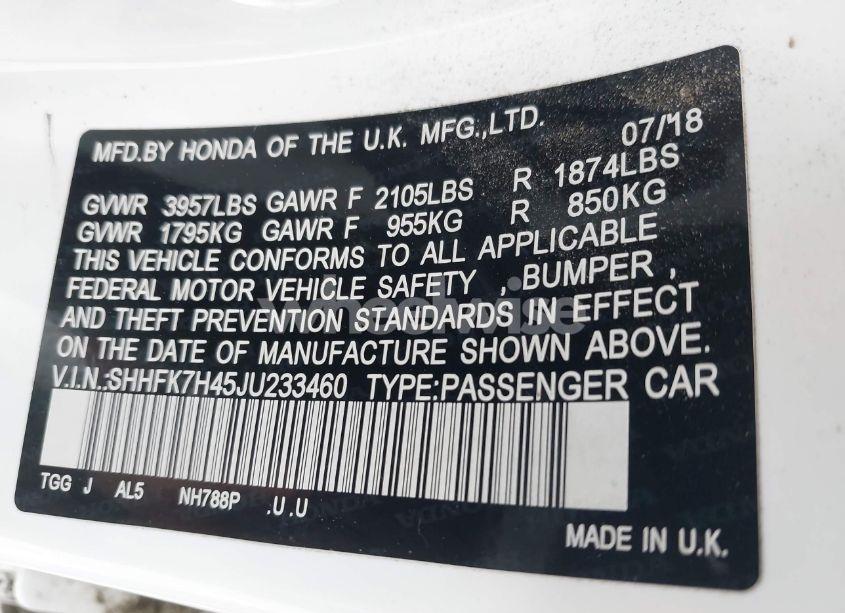 MFD.BY HONDA OF THE U.K. MFG.,LTD. 07/18
GVWR 3957LBS GAWR F 2105LBS R 1874LBS
GVWR 1795KG GAWR F 955KG R 850KG
THIS VEHICLE CONFORMS TO ALL APPLICABLE
FEDERAL MOTOR VEHICLE SAFETY , BUMPER ,
AND THEFT PREVENTION STANDARDS IN EFFECT
ON THE DATE OF MANUFACTURE SHOWN ABOVE.
V.I.N.:SHHFK7H45JU233460 TYPE:PASSENGER CAR
TGG J AL5 NH788P .U.U
MADE IN U.K.